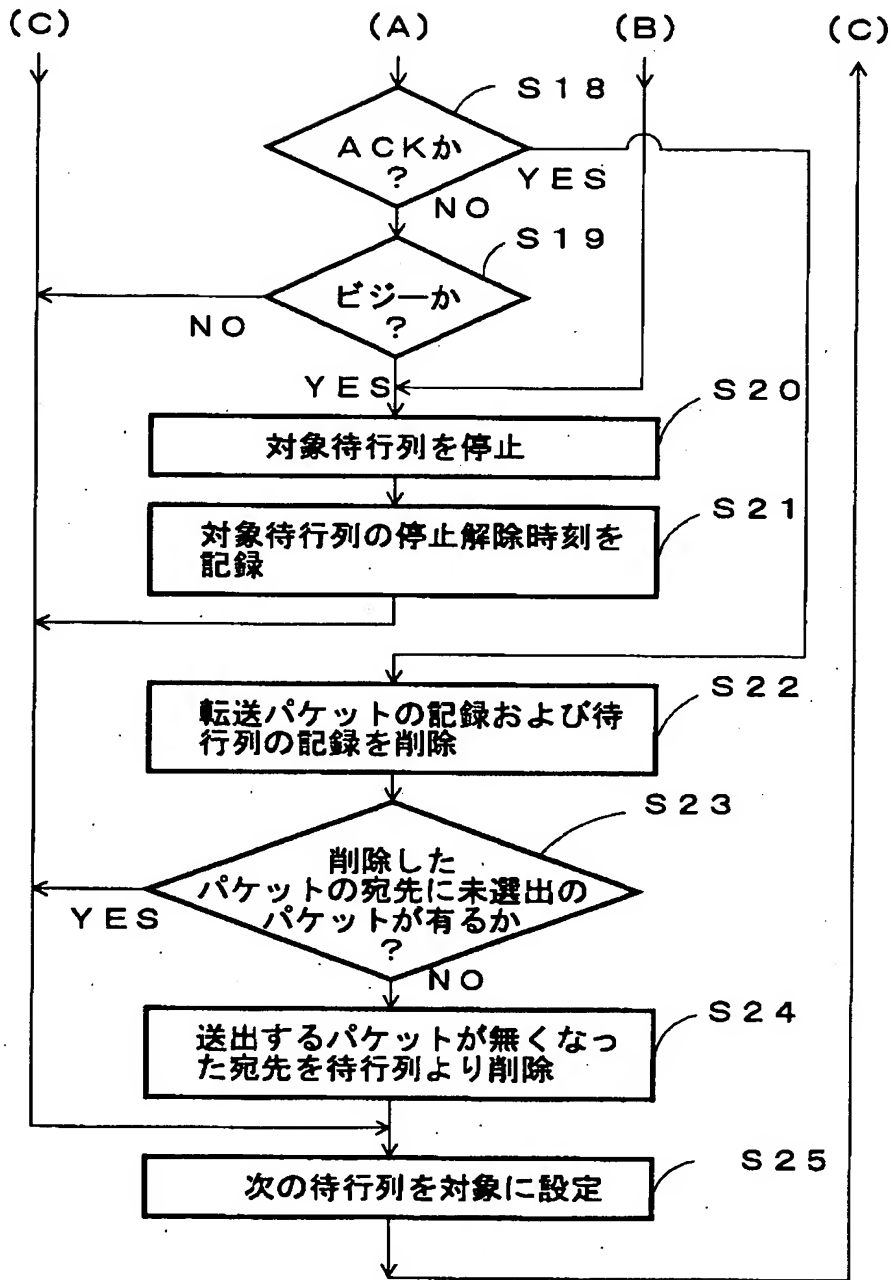 (C)
(A)
(B)
(C)
S18
ACKか
?
YES
NO
S19
ビジーか
?
NO
YES
S20
対象待行列を停止
S21
対象待行列の停止解除時刻を
記録
S22
転送パケットの記録および待
行列の記録を削除
S23
削除した
パケットの宛先に未選出の
パケットが有るか
?
YES
NO
S24
送出するパケットが無くなっ
た宛先を待行列より削除
S25
次の待行列を対象に設定